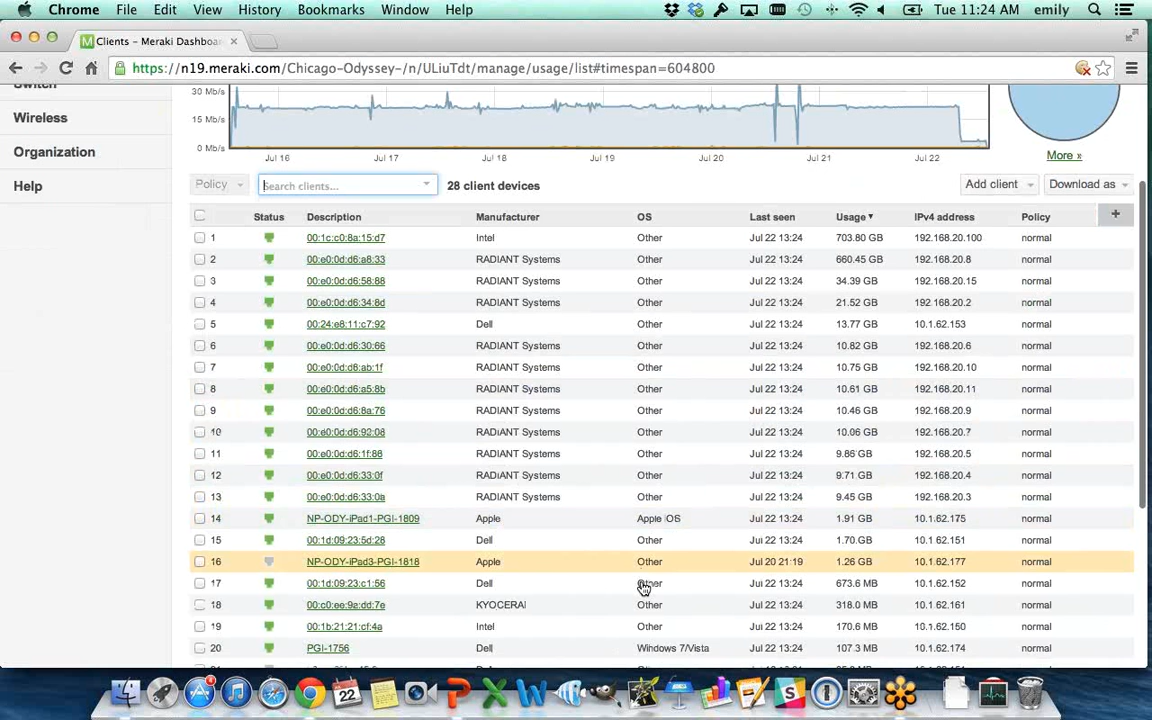 Chrome File Edit View History Bookmarks Window Help Tue 11:24 AM emily
Clients - Meraki Dashboa
https://n19.meraki.com/Chicago-Odyssey-/n/ULiuTdt/manage/usage/list#timespan=604800
Switch
Wireless
Organization
Help
30 Mb/s
15 Mb/s
0 Mb/s
Jul 16 Jul 17 Jul 18 Jul 19 Jul 20 Jul 21 Jul 22
More »
Policy Search clients... 28 client devices Add client Download as
Status Description Manufacturer OS Last seen Usage IPv4 address Policy +
1 00:1c:c0:8a:15:d7 Intel Other Jul 22 13:24 703.80 GB 192.168.20.100 normal
2 00:e0:0d:d6:a8:33 RADIANT Systems Other Jul 22 13:24 660.45 GB 192.168.20.8 normal
3 00:e0:0d:d6:58:88 RADIANT Systems Other Jul 22 13:24 34.39 GB 192.168.20.15 normal
4 00:e0:0d:d6:34:8d RADIANT Systems Other Jul 22 13:24 21.52 GB 192.168.20.2 normal
5 00:24:e8:11:c7:92 Dell Other Jul 22 13:24 13.77 GB 10.1.62.153 normal
6 00:e0:0d:d6:30:66 RADIANT Systems Other Jul 22 13:24 10.82 GB 192.168.20.6 normal
7 00:e0:0d:d6:ab:1f RADIANT Systems Other Jul 22 13:24 10.75 GB 192.168.20.10 normal
8 00:e0:0d:d6:a5:8b RADIANT Systems Other Jul 22 13:24 10.61 GB 192.168.20.11 normal
9 00:e0:0d:d6:8a:76 RADIANT Systems Other Jul 22 13:24 10.46 GB 192.168.20.9 normal
10 00:e0:0d:d6:92:08 RADIANT Systems Other Jul 22 13:24 10.06 GB 192.168.20.7 normal
11 00:e0:0d:d6:1f:86 RADIANT Systems Other Jul 22 13:24 9.86 GB 192.168.20.5 normal
12 00:e0:0d:d6:33:0f RADIANT Systems Other Jul 22 13:24 9.71 GB 192.168.20.4 normal
13 00:e0:0d:d6:33:0a RADIANT Systems Other Jul 22 13:24 9.45 GB 192.168.20.3 normal
14 NP-ODY-iPad1-PGI-1809 Apple Apple iOS Jul 22 13:24 1.91 GB 10.1.62.175 normal
15 00:1d:09:23:5d:28 Dell Other Jul 22 13:24 1.70 GB 10.1.62.151 normal
16 NP-ODY-iPad3-PGI-1818 Apple Other Jul 20 21:19 1.26 GB 10.1.62.177 normal
17 00:1d:09:23:c1:56 Dell Other Jul 22 13:24 673.6 MB 10.1.62.152 normal
18 00:c0:ee:9a:dd:7e KYOCERA Other Jul 22 13:24 318.0 MB 10.1.62.161 normal
19 00:1b:21:21:cf:4a Intel Other Jul 22 13:24 170.6 MB 10.1.62.150 normal
20 PGI-1756 Dell Windows 7/Vista Jul 22 13:24 107.3 MB 10.1.62.174 normal
22